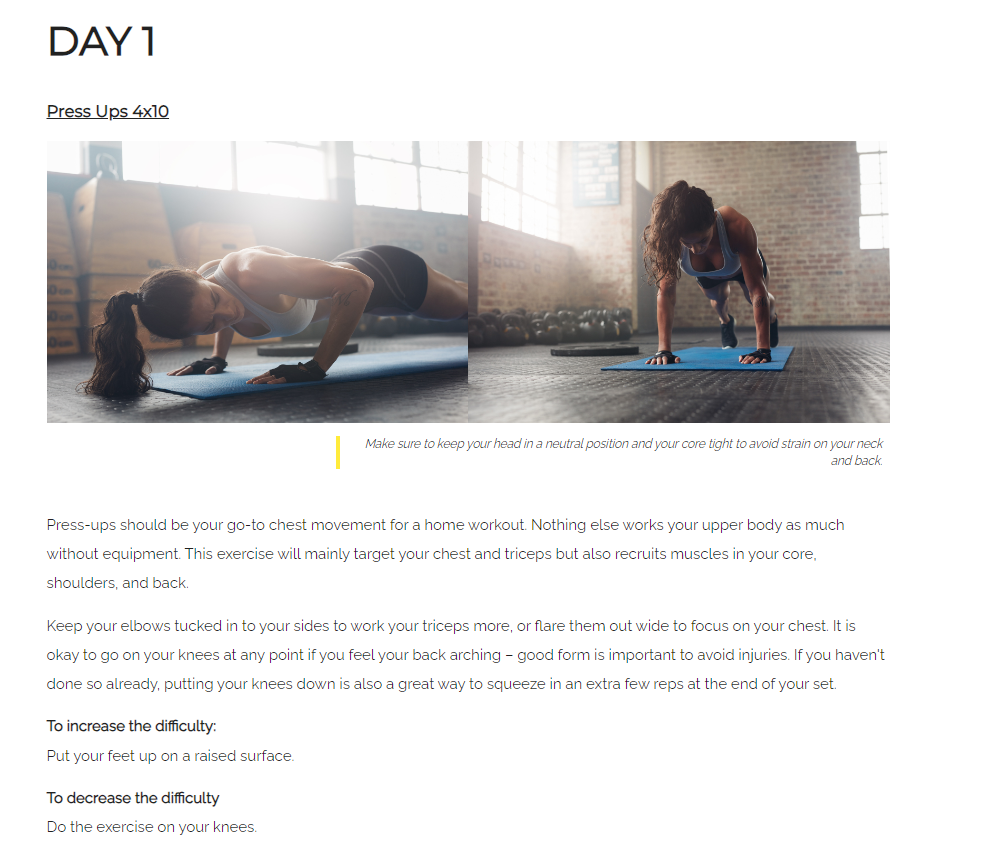 DAY 1
Press Ups 4x10
Make sure to keep your head in a neutral position and your core tight to avoid strain on your neck
and back.
Press-ups should be your go-to chest movement for a home workout. Nothing else works your upper body as much
without equipment. This exercise will mainly target your chest and triceps but also recruits muscles in your core,
shoulders, and back.
Keep your elbows tucked in to your sides to work your triceps more, or flare them out wide to focus on your chest. It is
okay to go on your knees at any point if you feel your back arching – good form is important to avoid injuries. If you haven't
done so already, putting your knees down is also a great way to squeeze in an extra few reps at the end of your set.
To increase the difficulty:
Put your feet up on a raised surface.
To decrease the difficulty
Do the exercise on your knees.